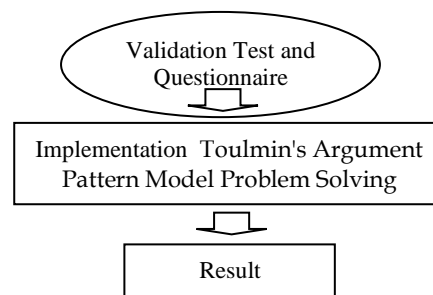 Validation Test and
Questionnaire
Implementation Toulmin's Argument
Pattern Model Problem Solving
Result